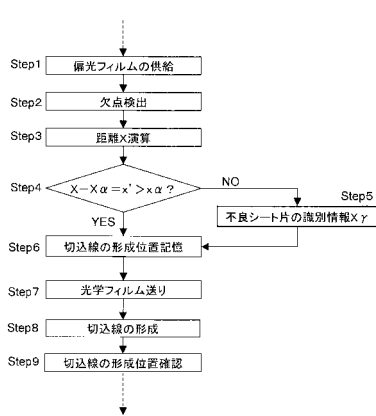 Step1 偏光フィルムの供給
Step2 欠点検出
Step3 距離X演算
Step4 X－Xα＝x'＞xα？
NO
Step5
YES
不良シート片の識別情報Xγ
Step6 切込線の形成位置記憶
Step7 光学フィルム送り
Step8 切込線の形成
Step9 切込線の形成位置確認